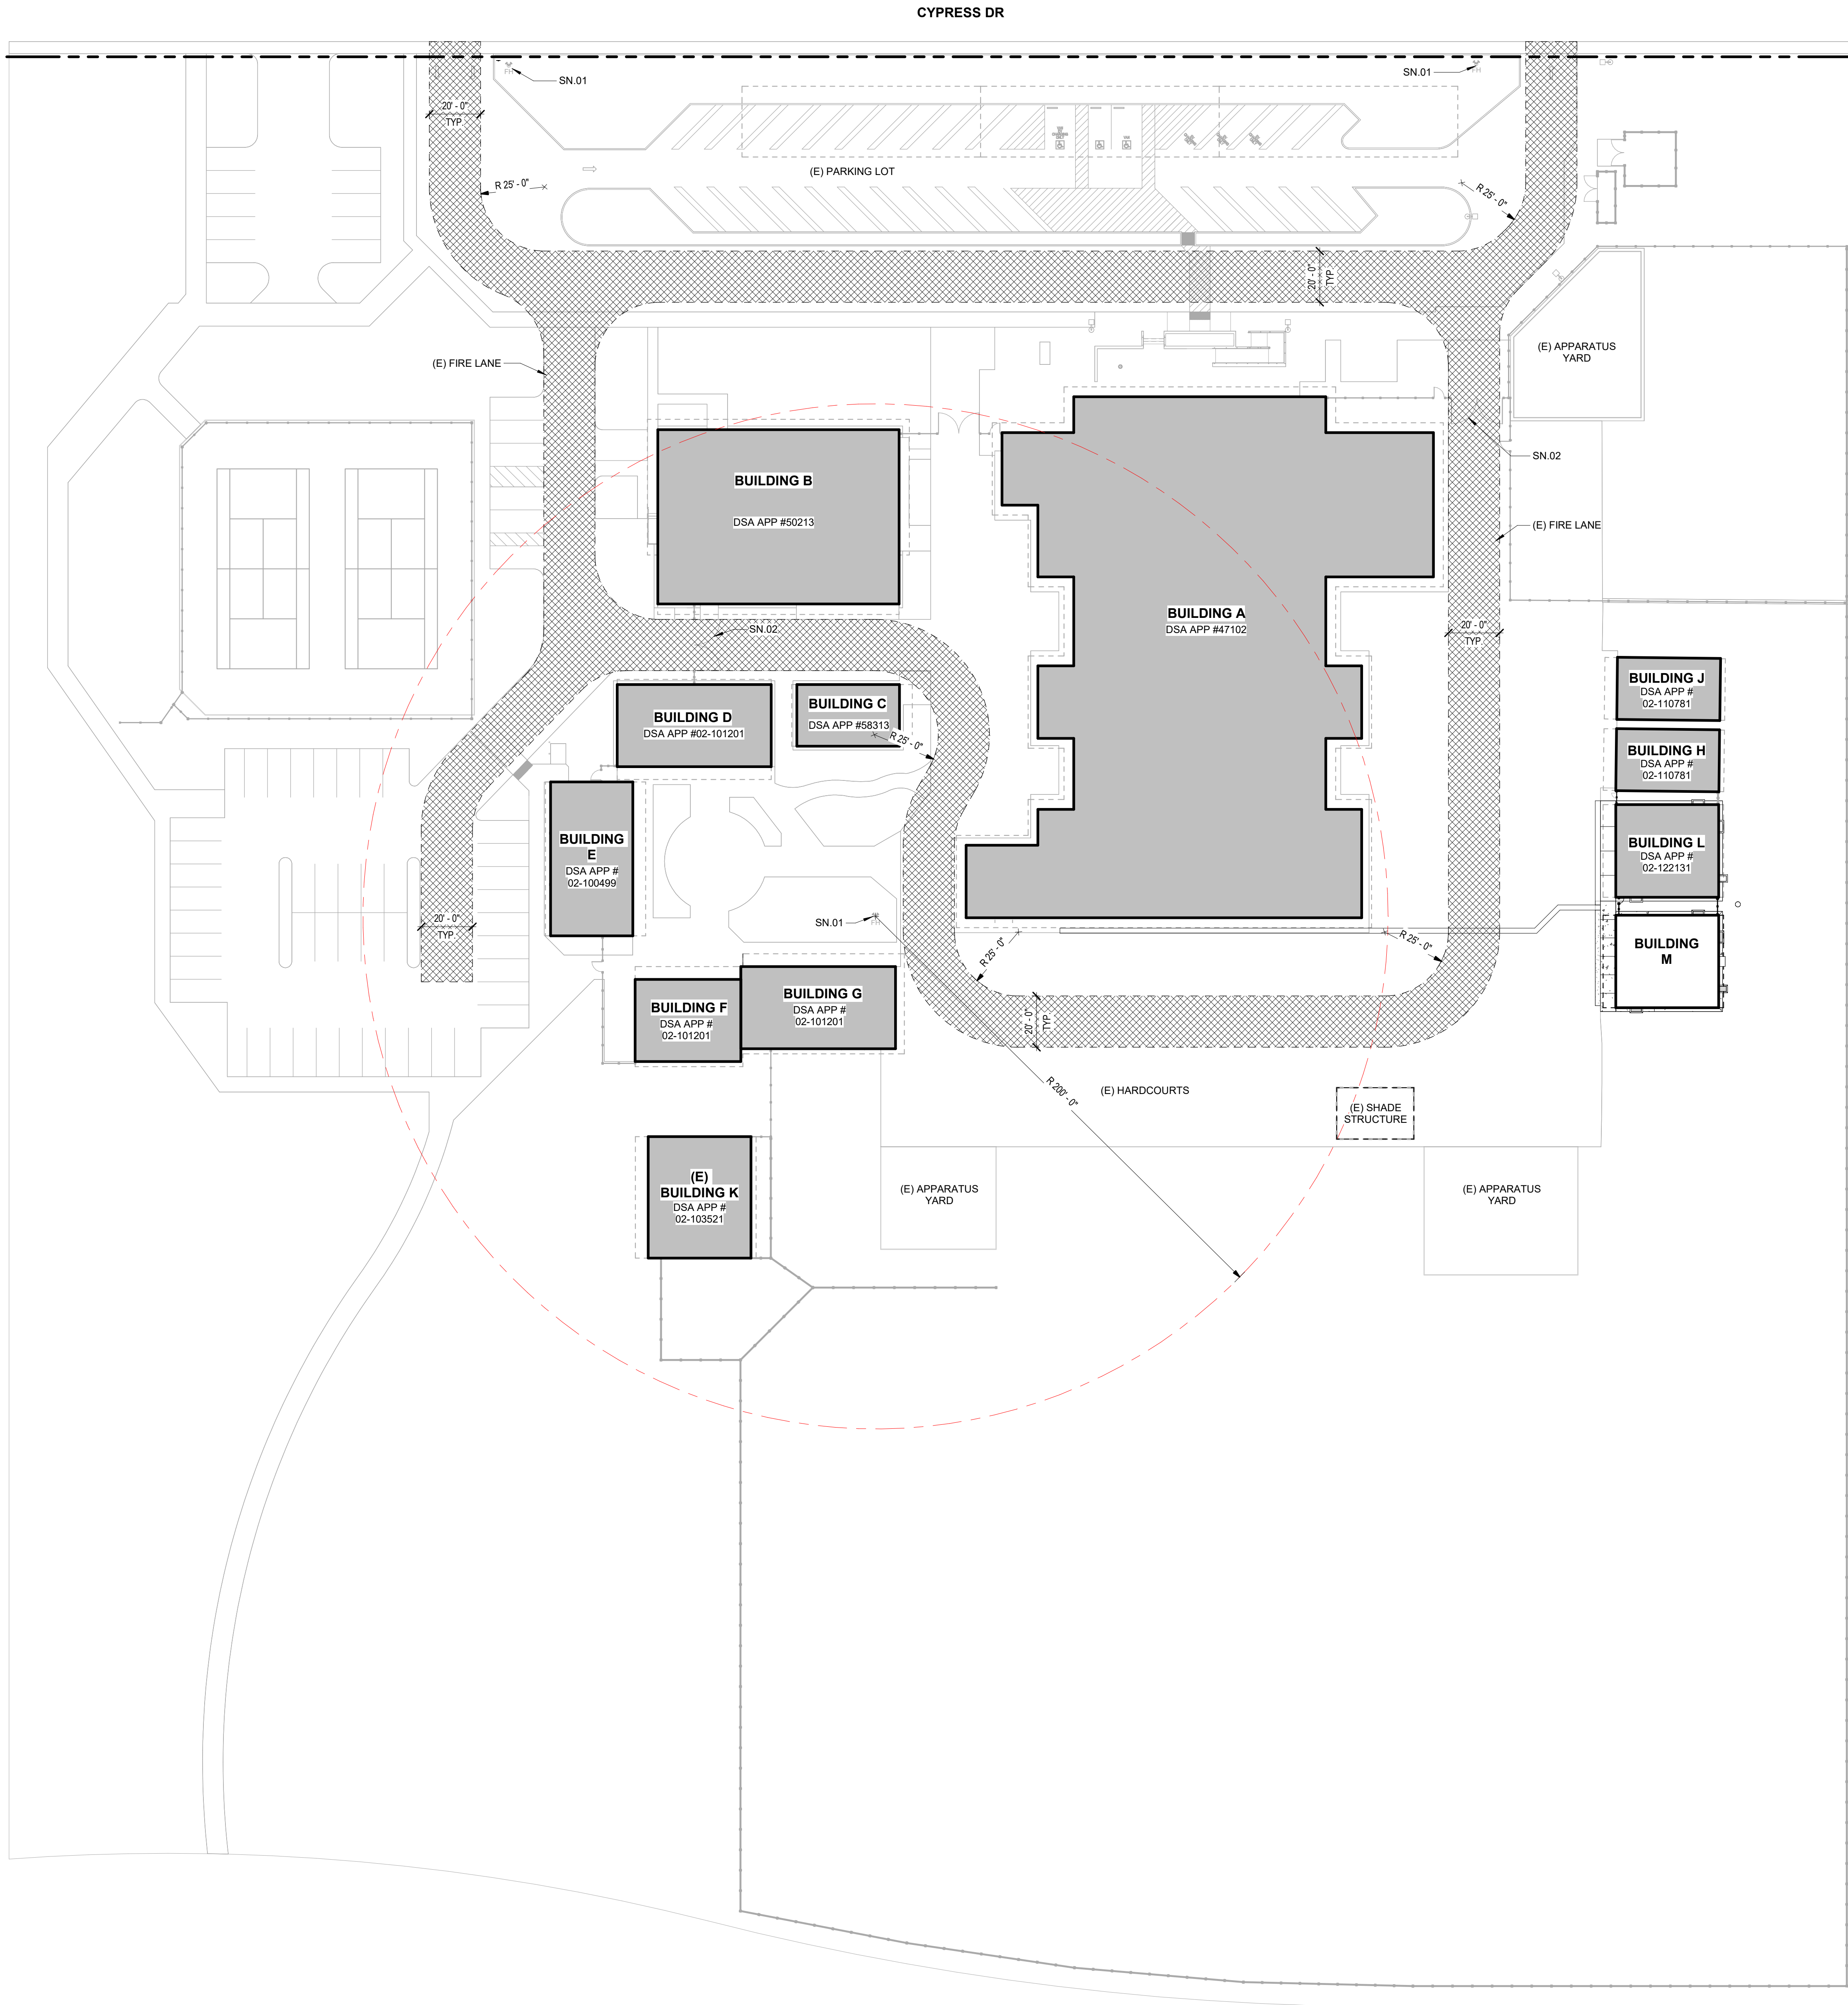 CYPRESS DR
FH
SN.01
SN.01
FH
20' - 0"
TYP.
(E) PARKING LOT
VAN
R 25' - 0"
R 25' - 0"
20' - 0"
TYP.
(E) FIRE LANE
(E) APPARATUS
YARD
BUILDING B
DSA APP #50213
SN.02
(E) FIRE LANE
BUILDING A
DSA APP #47102
SN.02
20' - 0"
TYP.
BUILDING D
DSA APP #02-101201
BUILDING C
DSA APP #58313
R 25' - 0"
BUILDING J
DSA APP #
02-110781
BUILDING H
DSA APP #
02-110781
BUILDING
E
DSA APP #
02-100499
BUILDING L
DSA APP #
02-122131
20' - 0"
TYP.
SN.01
FH
R 25' - 0"
R 25' - 0"
BUILDING
M
BUILDING F
DSA APP #
02-101201
BUILDING G
DSA APP #
02-101201
20' - 0"
TYP.
R 200' - 0"
(E) HARDCOURTS
(E) SHADE
STRUCTURE
(E)
BUILDING K
DSA APP #
02-103521
(E) APPARATUS
YARD
(E) APPARATUS
YARD